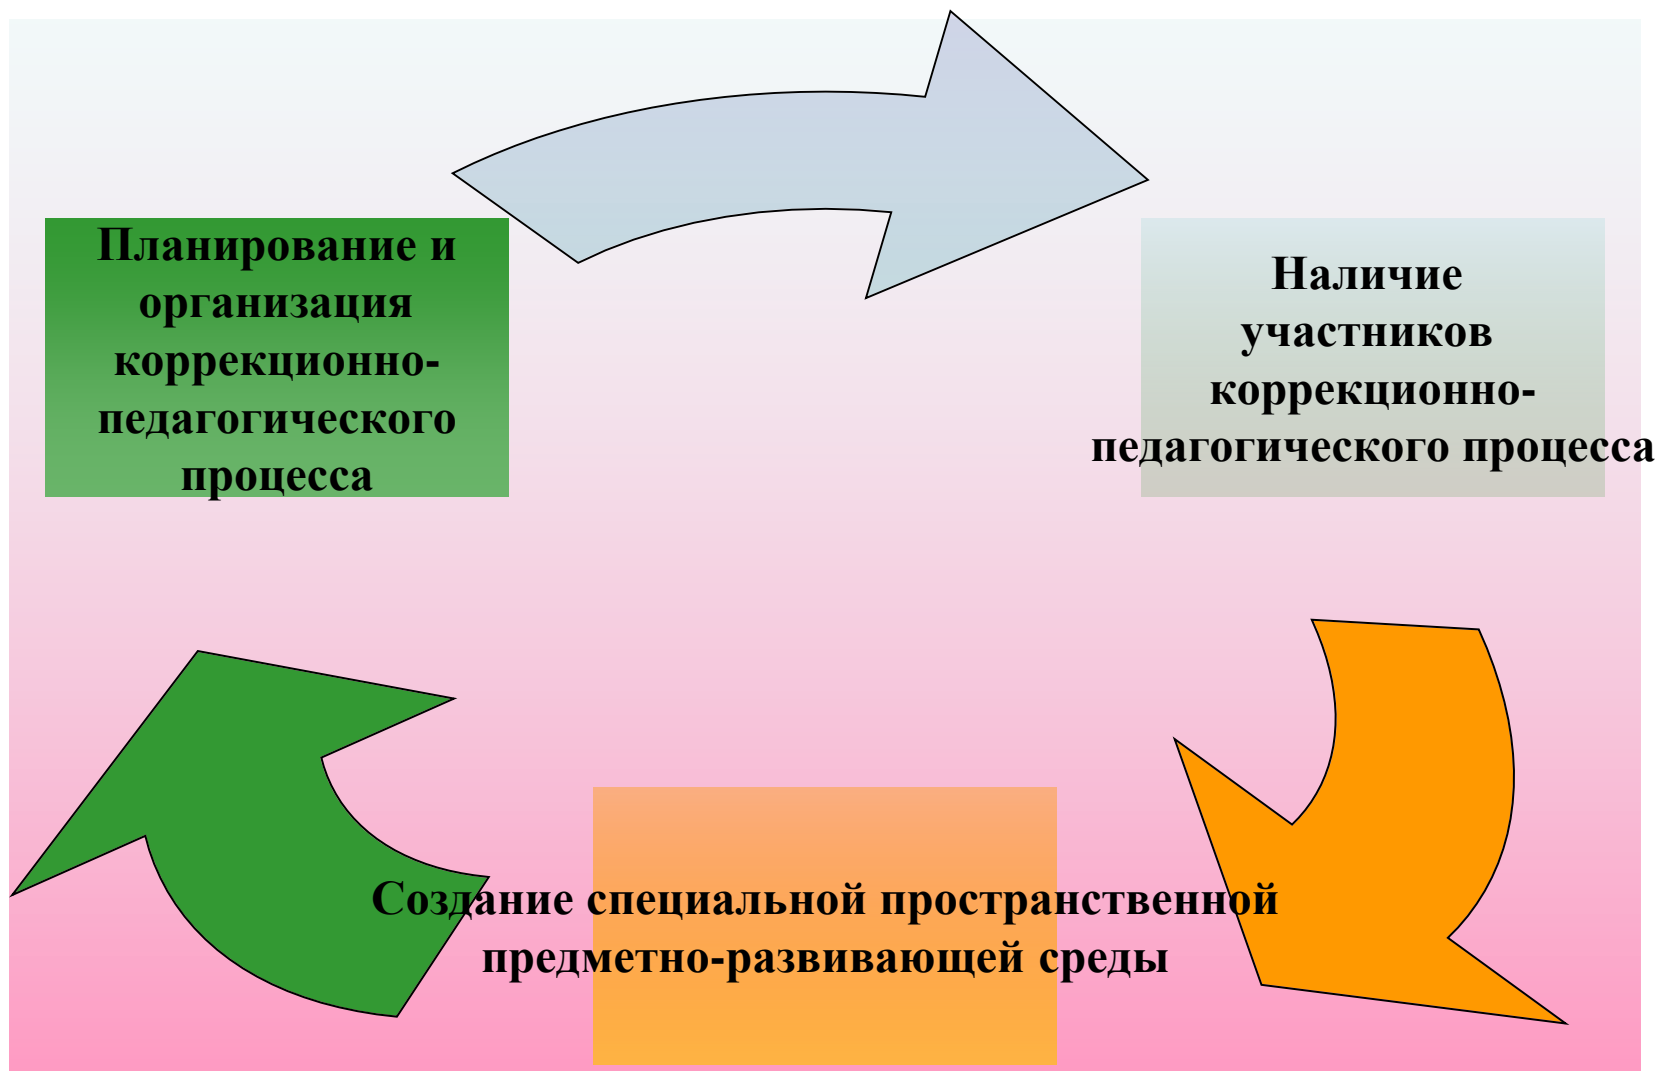 Планирование и
организация
коррекционно-
педагогического
процесса
Наличие
участников
коррекционно-
педагогического процесса
Создание специальной пространственной
предметно-развивающей среды